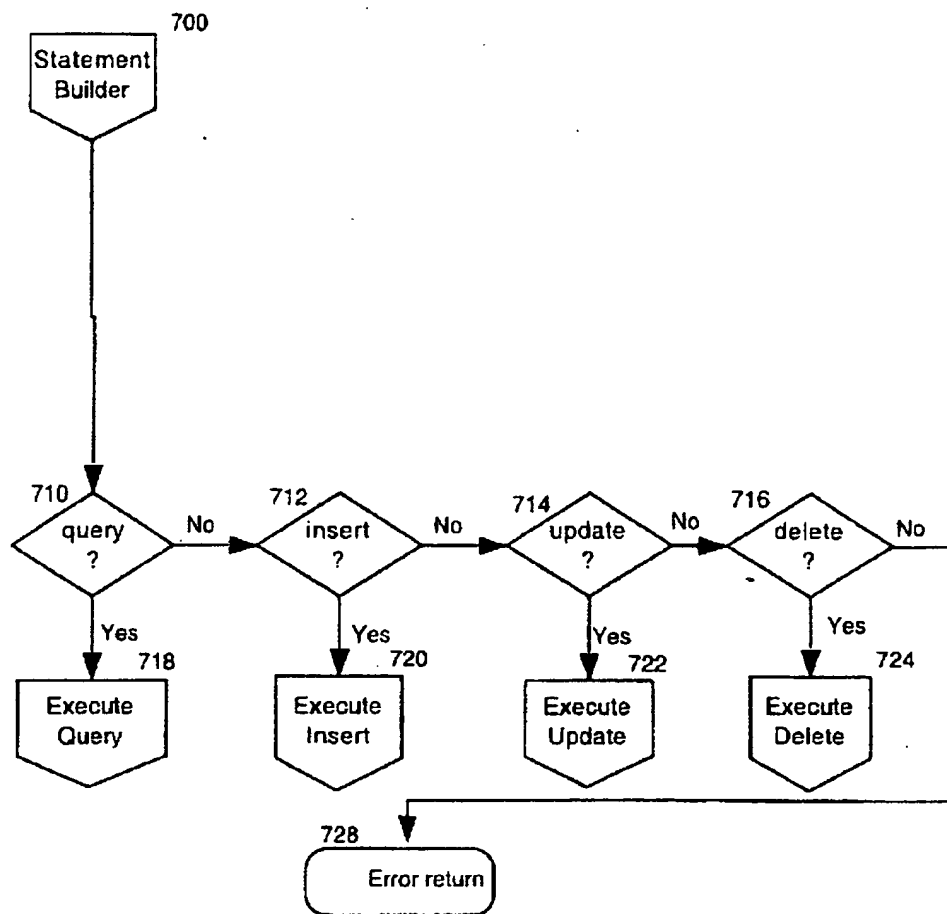 700
Statement
Builder
710
query
?
No
712
insert
?
No
714
update
?
No
716
delete
?
No
Yes
718
Execute
Query
Yes
720
Execute
Insert
Yes
722
Execute
Update
Yes
724
Execute
Delete
728
Error return